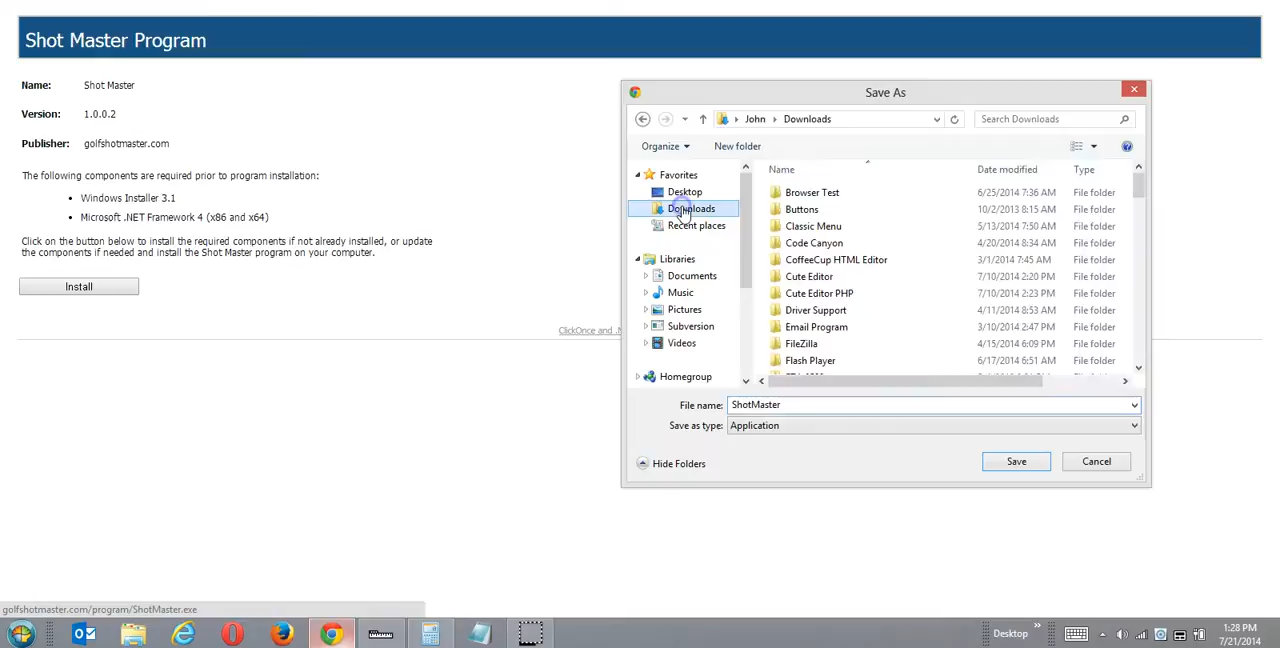 Shot Master Program
Name: Shot Master
Version: 1.0.0.2
Publisher: golfshotmaster.com
The following components are required prior to program installation:
• Windows Installer 3.1
• Microsoft .NET Framework 4 (x86 and x64)
Click on the button below to install the required components if not already installed, or update
the components if needed and install the Shot Master program on your computer.
Install
ClickOnce and .N
Save As
John Downloads
Search Downloads
Organize
New folder
Favorites
Desktop
Downloads
Recent places
Libraries
Documents
Music
Pictures
Subversion
Videos
Homegroup
Name Date modified Type
Browser Test 6/25/2014 7:36 AM File folder
Buttons 10/2/2013 8:15 AM File folder
Classic Menu 5/13/2014 7:50 AM File folder
Code Canyon 4/20/2014 8:34 AM File folder
CoffeeCup HTML Editor 3/1/2014 7:45 AM File folder
Cute Editor 7/10/2014 2:20 PM File folder
Cute Editor PHP 7/10/2014 2:23 PM File folder
Driver Support 4/11/2014 8:53 AM File folder
Email Program 3/10/2014 2:47 PM File folder
FileZilla 4/15/2014 6:09 PM File folder
Flash Player 6/17/2014 6:51 AM File folder
File name: ShotMaster
Save as type: Application
Hide Folders
Save
Cancel
golfshotmaster.com/program/ShotMaster.exe
Desktop
1:28 PM
7/21/2014